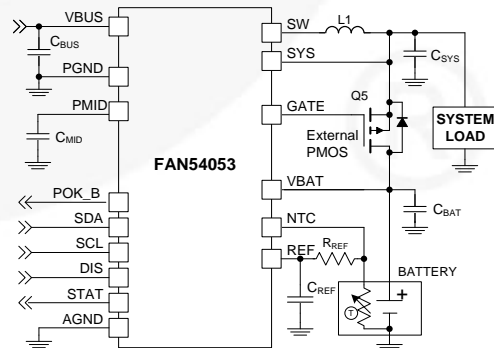 VBUS
CBUS
PGND
PMID
CMID
POK_B
SDA
SCL
DIS
STAT
AGND
FAN54053
SW
SYS
GATE
VBAT
NTC
REF
L1
CSYS
Q5
External
PMOS
SYSTEM
LOAD
CBAT
RREF
CREF
BATTERY
T
+